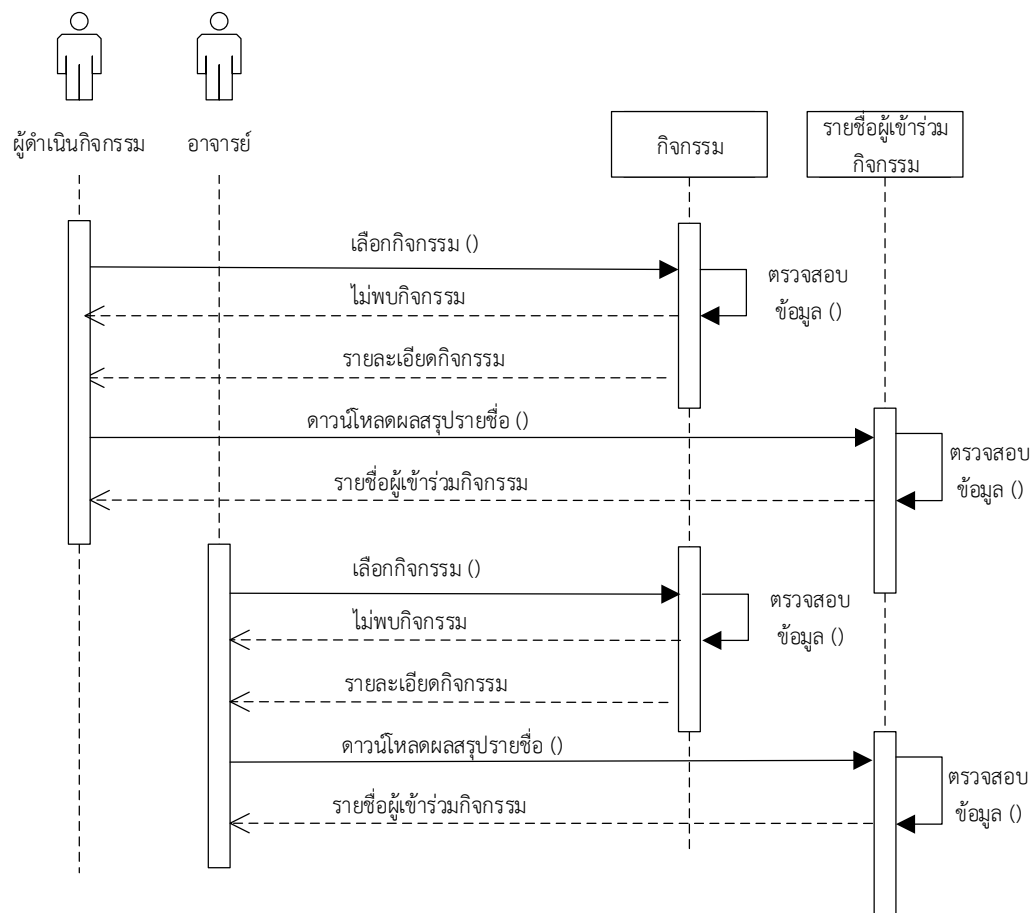 ผู้ดำเนินกิจกรรม
อาจารย์
กิจกรรม
รายชื่อผู้เข้าร่วม
กิจกรรม
เลือกกิจกรรม ()
ตรวจสอบ
ข้อมูล ()
ไม่พบกิจกรรม
รายละเอียดกิจกรรม
ดาวน์โหลดผลสรุปรายชื่อ ()
ตรวจสอบ
ข้อมูล ()
รายชื่อผู้เข้าร่วมกิจกรรม
เลือกกิจกรรม ()
ตรวจสอบ
ข้อมูล ()
ไม่พบกิจกรรม
รายละเอียดกิจกรรม
ดาวน์โหลดผลสรุปรายชื่อ ()
ตรวจสอบ
ข้อมูล ()
รายชื่อผู้เข้าร่วมกิจกรรม